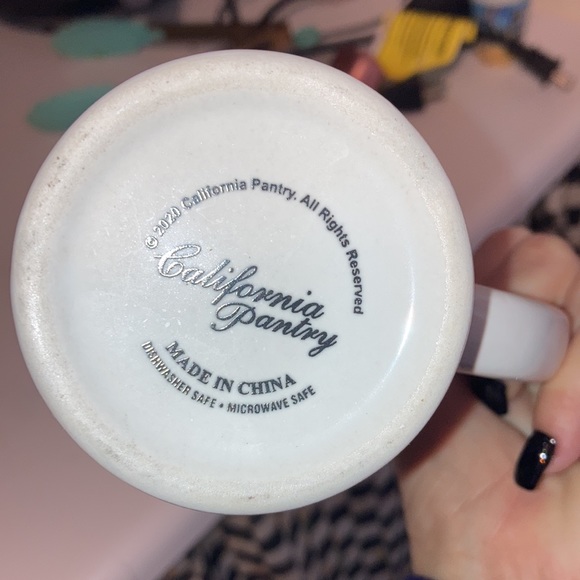 © 2020 California Pantry. All Rights Reserved
California
Pantry
MADE IN CHINA
DISHWASHER SAFE • MICROWAVE SAFE